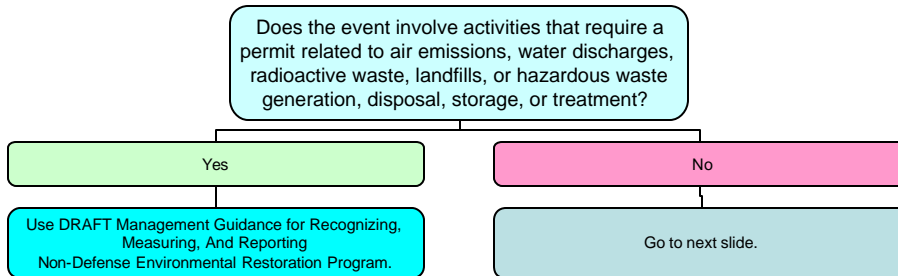 Does the event involve activities that require a
permit related to air emissions, water discharges,
radioactive waste, landfills, or hazardous waste
generation, disposal, storage, or treatment?
Yes
No
Use DRAFT Management Guidance for Recognizing,
Measuring, And Reporting
Non-Defense Environmental Restoration Program.
Go to next slide.